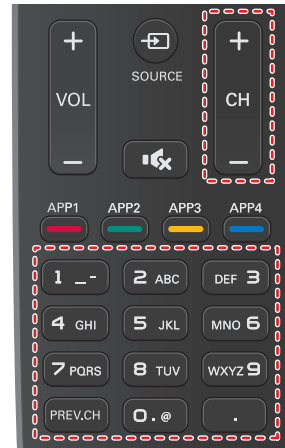 + +
SOURCE
VOL CH
– –
APP1 APP2 APP3 APP4
1 _- 2 ABC DEF 3
4 GHI 5 JKL MNO 6
7 PQRS 8 TUV WXYZ 9
PREV.CH 0.@ .